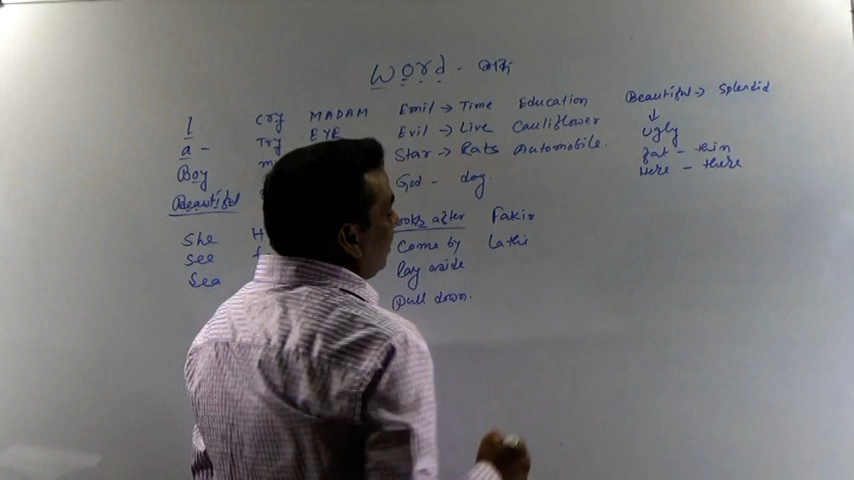 Word - শব্দ
I
a -
Boy
Beautiful
She
See
Sea
Cry
Try
MADAM
EYE
Emil → Time
Evil → Live
Star → Rats
God - dog.
Looks after
Come by
lay aside
Pull down.
Education
Cauliflower
Automobile.
Fakir
Lathi
Beautiful → Splendid
↓
Ugly
Fat - thin
Here - there